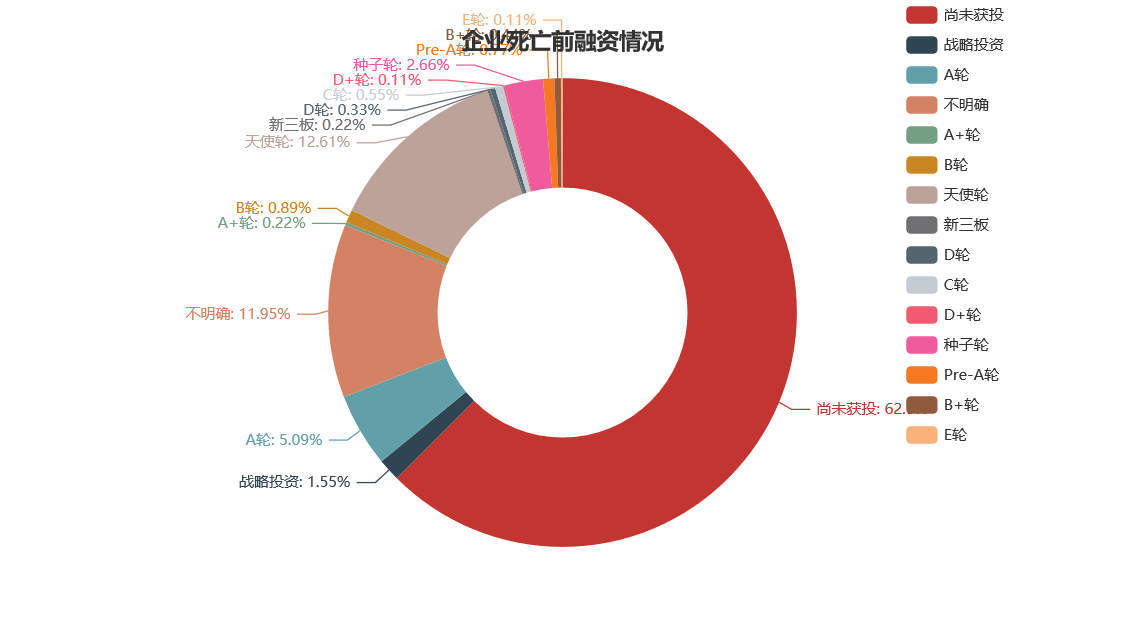 企业死亡前融资情况
E轮: 0.11%
B+轮: 0.44%
Pre-A轮: 0.77%
种子轮: 2.66%
D+轮: 0.11%
C轮: 0.55%
D轮: 0.33%
新三板: 0.22%
天使轮: 12.61%
B轮: 0.89%
A+轮: 0.22%
不明确: 11.95%
A轮: 5.09%
战略投资: 1.55%
尚未获投: 62.
尚未获投
战略投资
A轮
不明确
A+轮
B轮
天使轮
新三板
D轮
C轮
D+轮
种子轮
Pre-A轮
B+轮
E轮